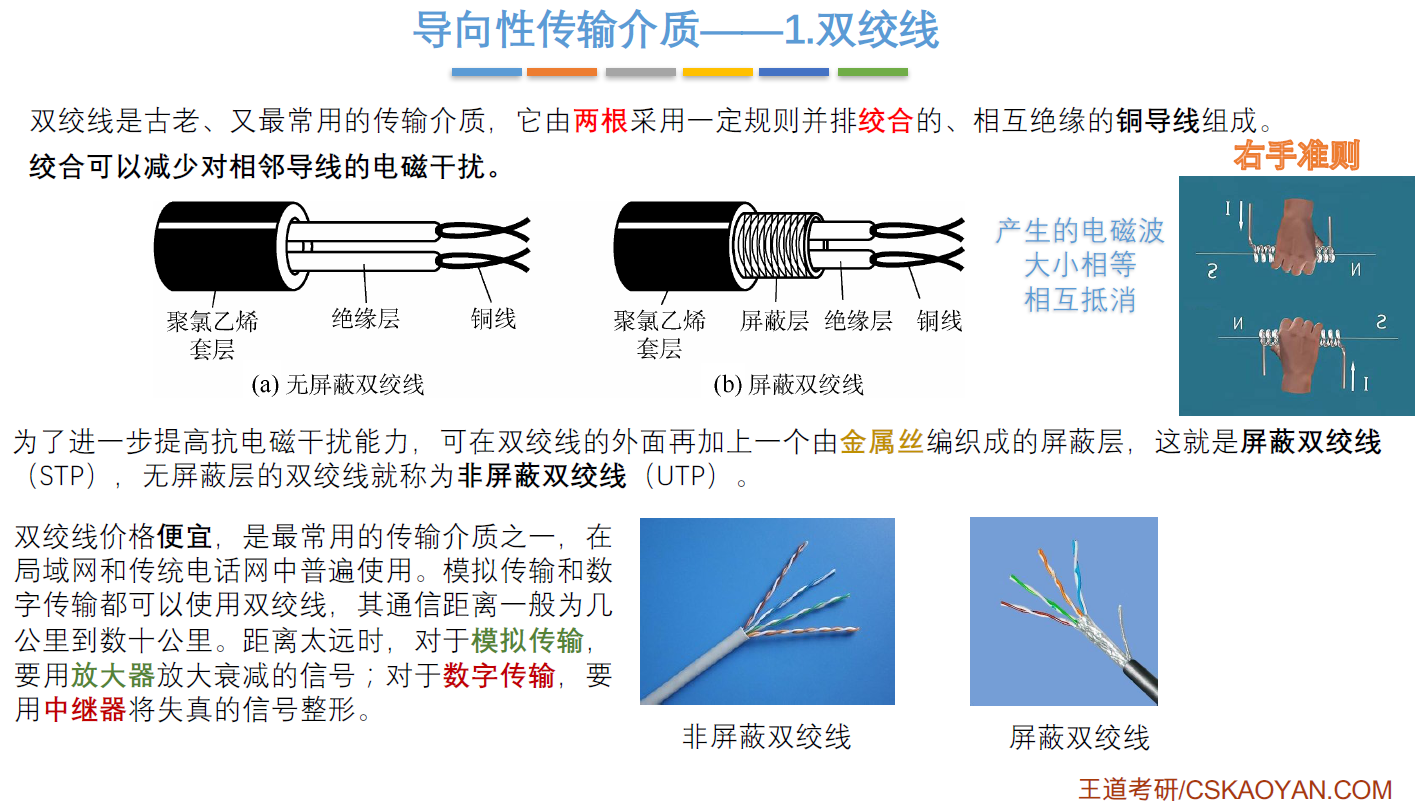 导向性传输介质——1.双绞线
双绞线是古老、又最常用的传输介质，它由两根采用一定规则并排绞合的、相互绝缘的铜导线组成。
绞合可以减少对相邻导线的电磁干扰。
右手准则
聚氯乙烯
套层
绝缘层
铜线
(a) 无屏蔽双绞线
聚氯乙烯
套层
屏蔽层
绝缘层
铜线
(b) 屏蔽双绞线
产生的电磁波
大小相等
相互抵消
I
S
N
N
S
I
为了进一步提高抗电磁干扰能力，可在双绞线的外面再加上一个由金属丝编织成的屏蔽层，这就是屏蔽双绞线
（STP），无屏蔽层的双绞线就称为非屏蔽双绞线（UTP）。
双绞线价格便宜，是最常用的传输介质之一，在
局域网和传统电话网中普遍使用。模拟传输和数
字传输都可以使用双绞线，其通信距离一般为几
公里到数十公里。距离太远时，对于模拟传输，
要用放大器放大衰减的信号；对于数字传输，要
用中继器将失真的信号整形。
非屏蔽双绞线
屏蔽双绞线
王道考研/CSKAOYAN.COM